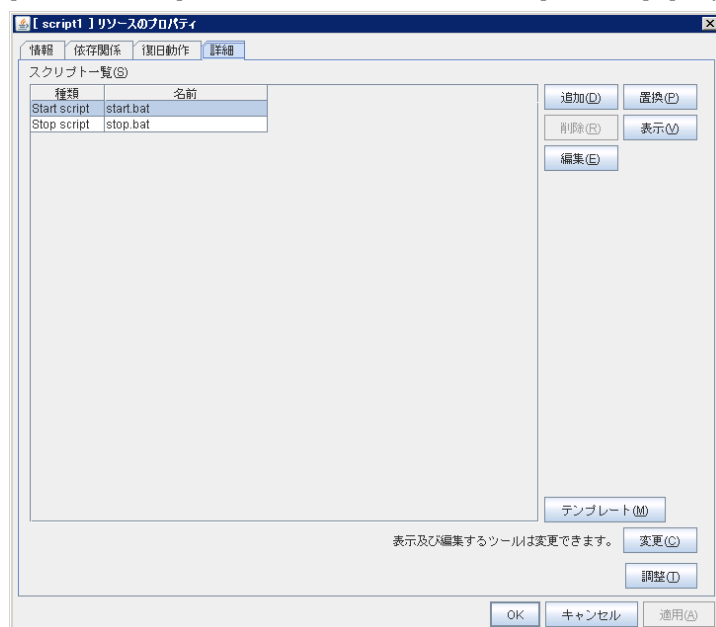 [ script1 ] リソースのプロパティ
情報 依存関係 復旧動作 詳細
スクリプト一覧(S)
種類 名前
Start script start.bat
Stop script stop.bat
追加(D) 置換(P)
削除(R) 表示(V)
編集(E)
テンプレート(M)
表示及び編集するツールは変更できます。 変更(C)
調整(T)
OK キャンセル 適用(A)